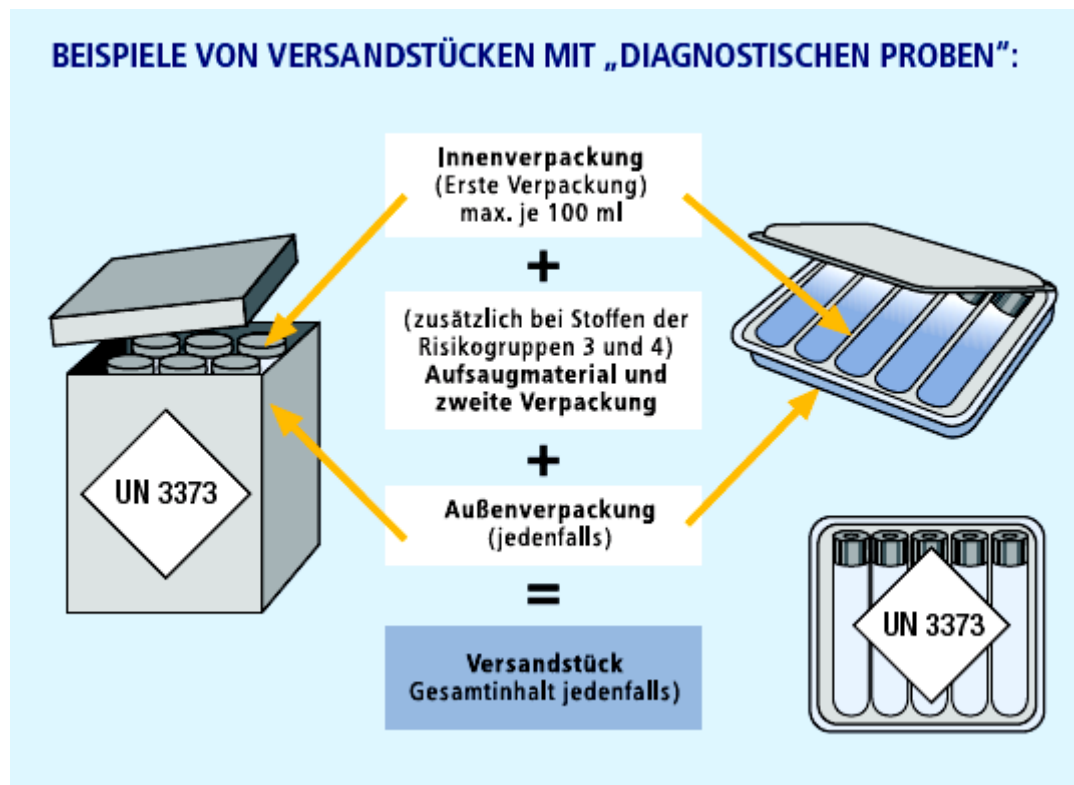 BEISPIELE VON VERSANDSTÜCKEN MIT „DIAGNOSTISCHEN PROBEN“:
Innenverpackung
(Erste Verpackung)
max. je 100 ml
+
(zusätzlich bei Stoffen der
Risikogruppen 3 und 4)
Aufsaugmaterial und
zweite Verpackung
+
UN 3373
Außenverpackung
(jedenfalls)
=
UN 3373
Versandstück
Gesamtinhalt jedenfalls)